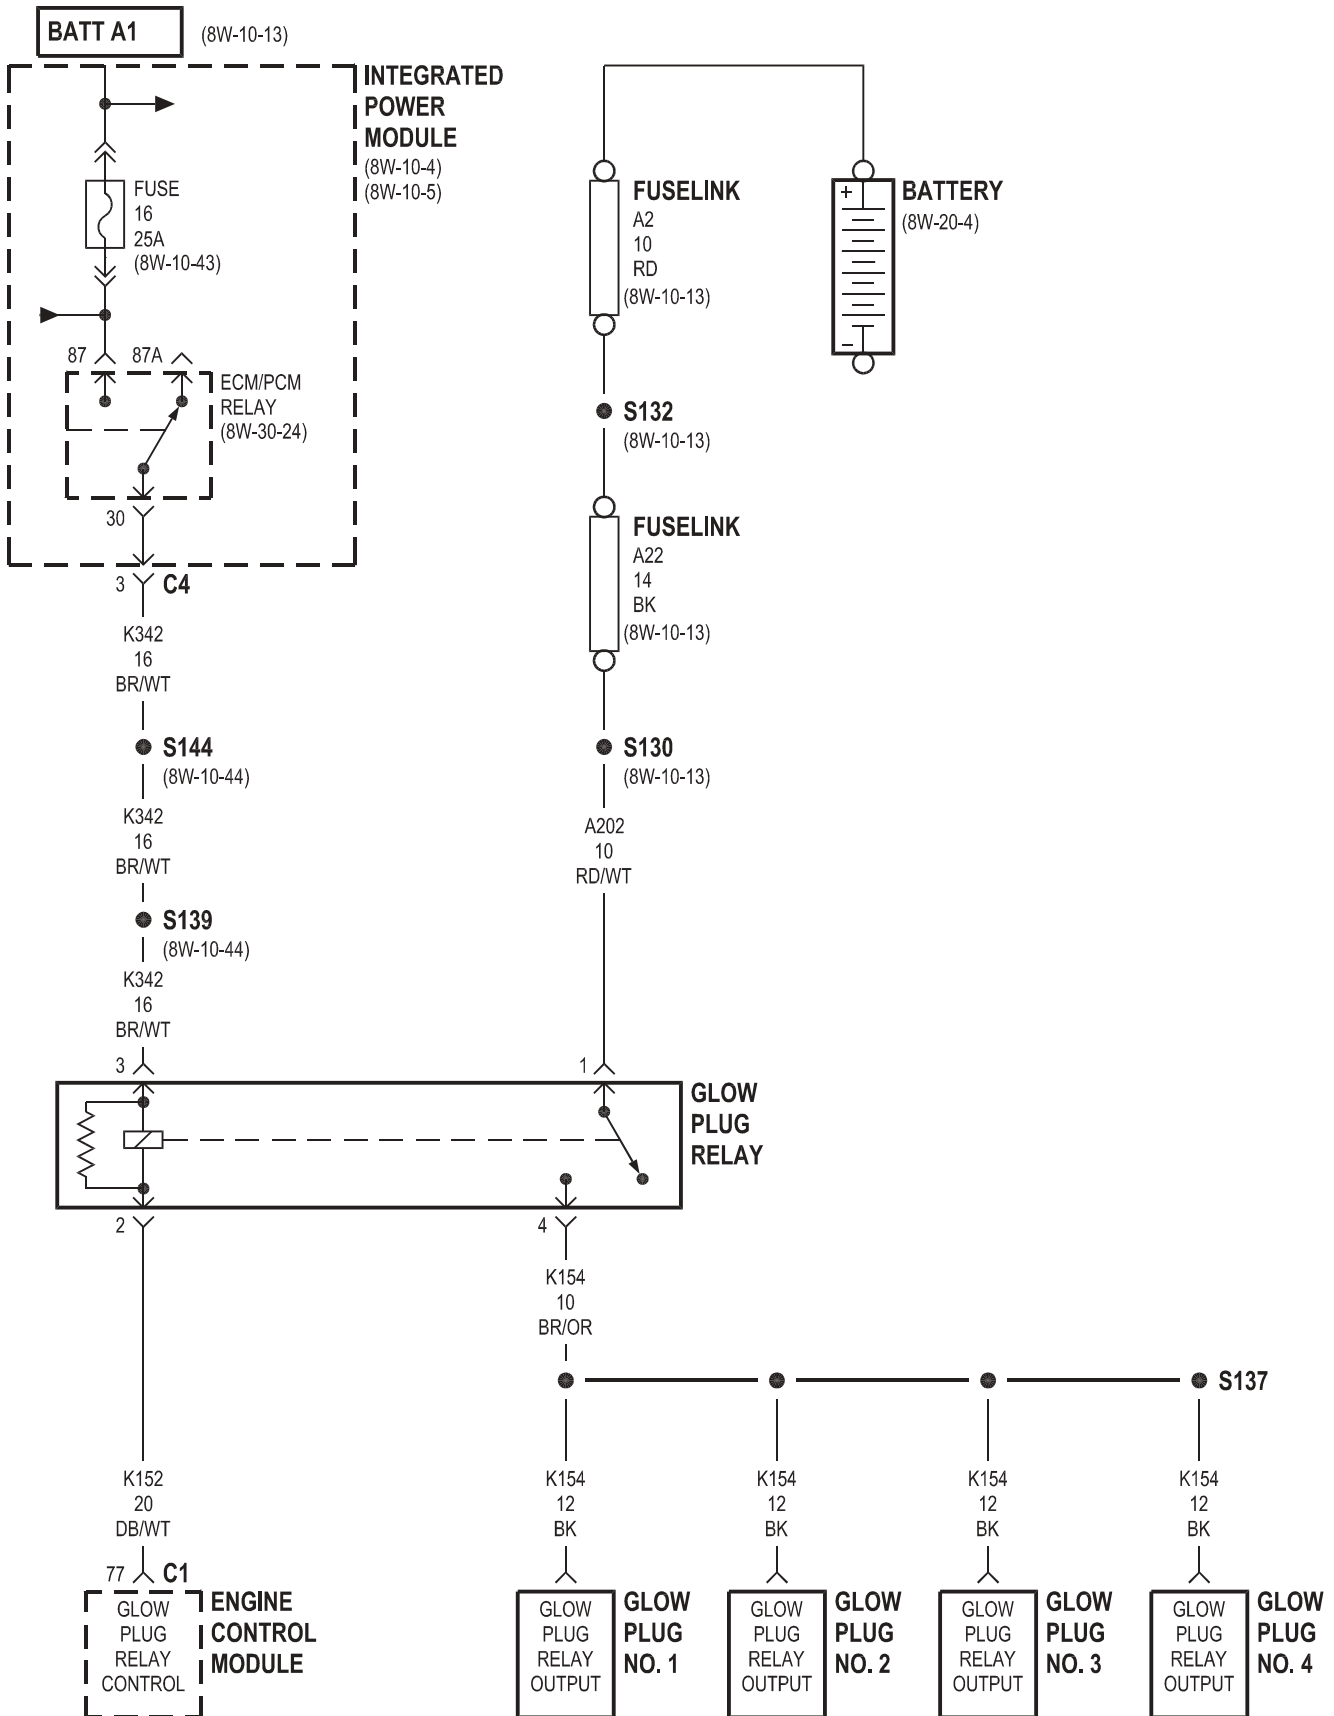 BATT A1
(8W-10-13)
INTEGRATED
POWER
MODULE
(8W-10-4)
(8W-10-5)
FUSE
16
25A
(8W-10-43)
87
87A
ECM/PCM
RELAY
(8W-30-24)
30
3
C4
K342
16
BR/WT
S144
(8W-10-44)
K342
16
BR/WT
S139
(8W-10-44)
K342
16
BR/WT
3
FUSELINK
A2
10
RD
(8W-10-13)
+
-
BATTERY
(8W-20-4)
S132
(8W-10-13)
FUSELINK
A22
14
BK
(8W-10-13)
S130
(8W-10-13)
A202
10
RD/WT
1
GLOW
PLUG
RELAY
2
4
K154
10
BR/OR
S137
K152
20
DB/WT
77
C1
GLOW
PLUG
RELAY
CONTROL
ENGINE
CONTROL
MODULE
K154
12
BK
GLOW
PLUG
RELAY
OUTPUT
GLOW
PLUG
NO. 1
K154
12
BK
GLOW
PLUG
RELAY
OUTPUT
GLOW
PLUG
NO. 2
K154
12
BK
GLOW
PLUG
RELAY
OUTPUT
GLOW
PLUG
NO. 3
K154
12
BK
GLOW
PLUG
RELAY
OUTPUT
GLOW
PLUG
NO. 4